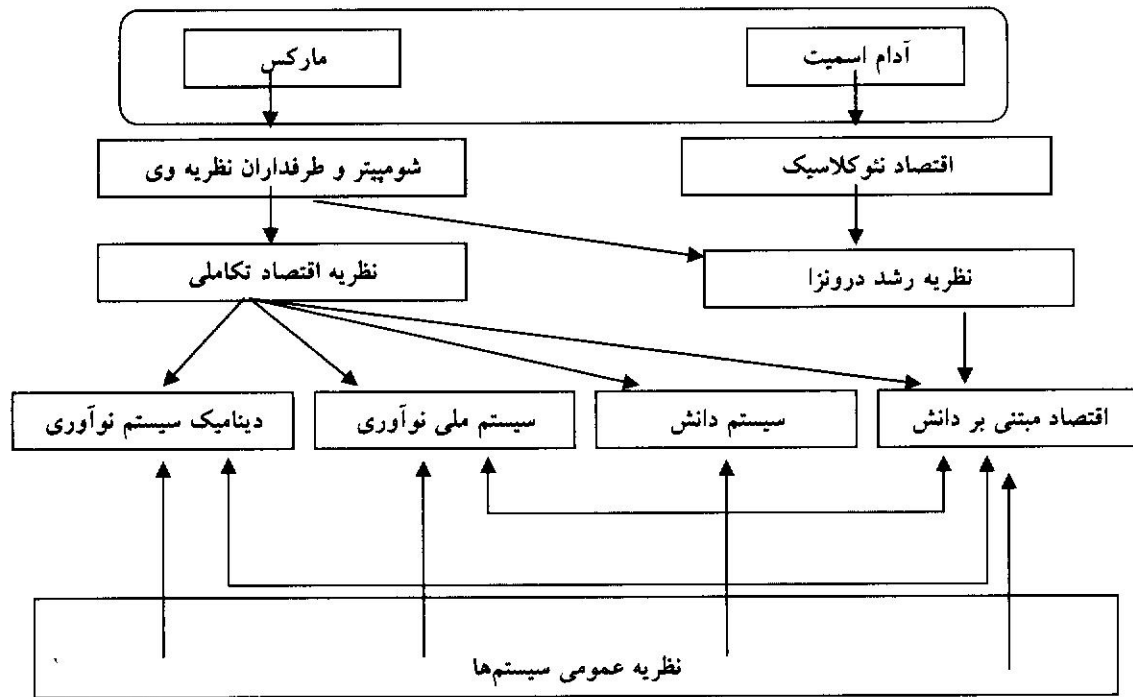 آدام اسمیت
مارکس
اقتصاد نئوکلاسیک
شومپیتر و طرفداران نظریه وی
نظریه رشد درونزا
نظریه اقتصاد تکاملی
اقتصاد مبتنی بر دانش
سیستم دانش
سیستم ملی نوآوری
دینامیک سیستم نوآوری
نظریه عمومی سیستم‌ها